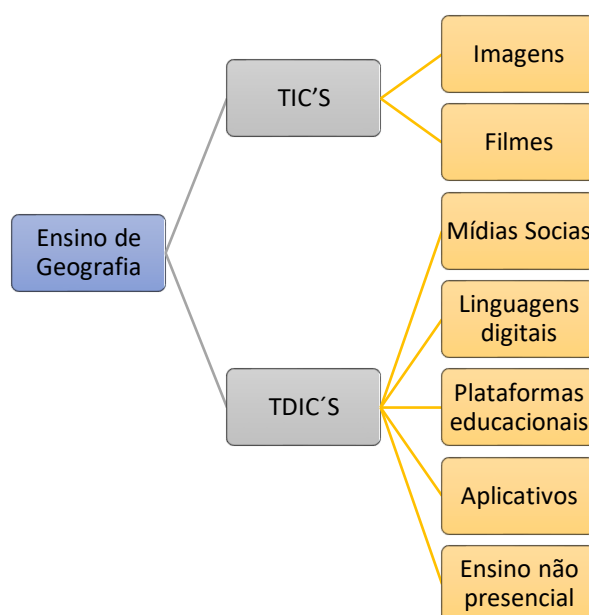 Ensino de
Geografia
TIC’S
Imagens
Filmes
TDIC´S
Mídias Socias
Linguagens
digitais
Plataformas
educacionais
Aplicativos
Ensino não
presencial